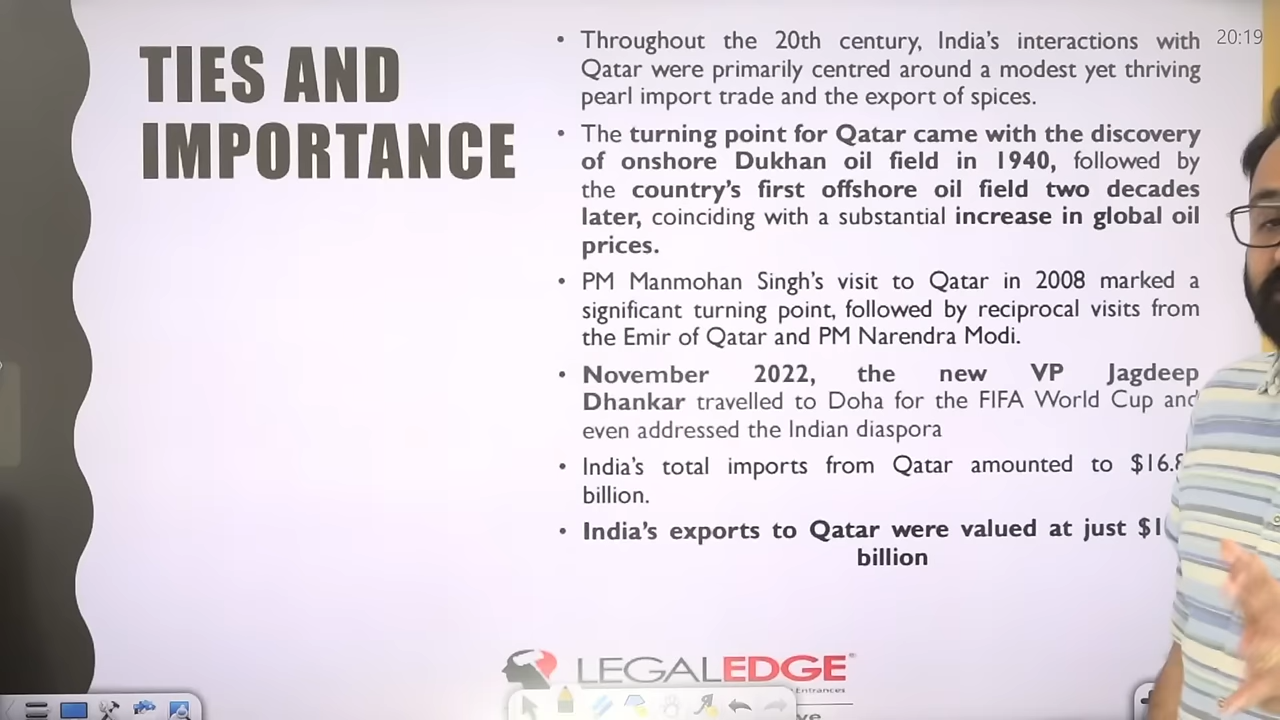 TIES AND
IMPORTANCE
• Throughout the 20th century, India's interactions with
Qatar were primarily centred around a modest yet thriving
pearl import trade and the export of spices.
• The turning point for Qatar came with the discovery
of onshore Dukhan oil field in 1940, followed by
the country's first offshore oil field two decades
later, coinciding with a substantial increase in global oil
prices.
• PM Manmohan Singh's visit to Qatar in 2008 marked a
significant turning point, followed by reciprocal visits from
the Emir of Qatar and PM Narendra Modi.
• November 2022, the new VP Jagdeep
Dhankar travelled to Doha for the FIFA World Cup and
even addressed the Indian diaspora
• India's total imports from Qatar amounted to
billion.
• India's exports to Qatar were valued at just
billion
20:19
LEGALEDGE
Entrances